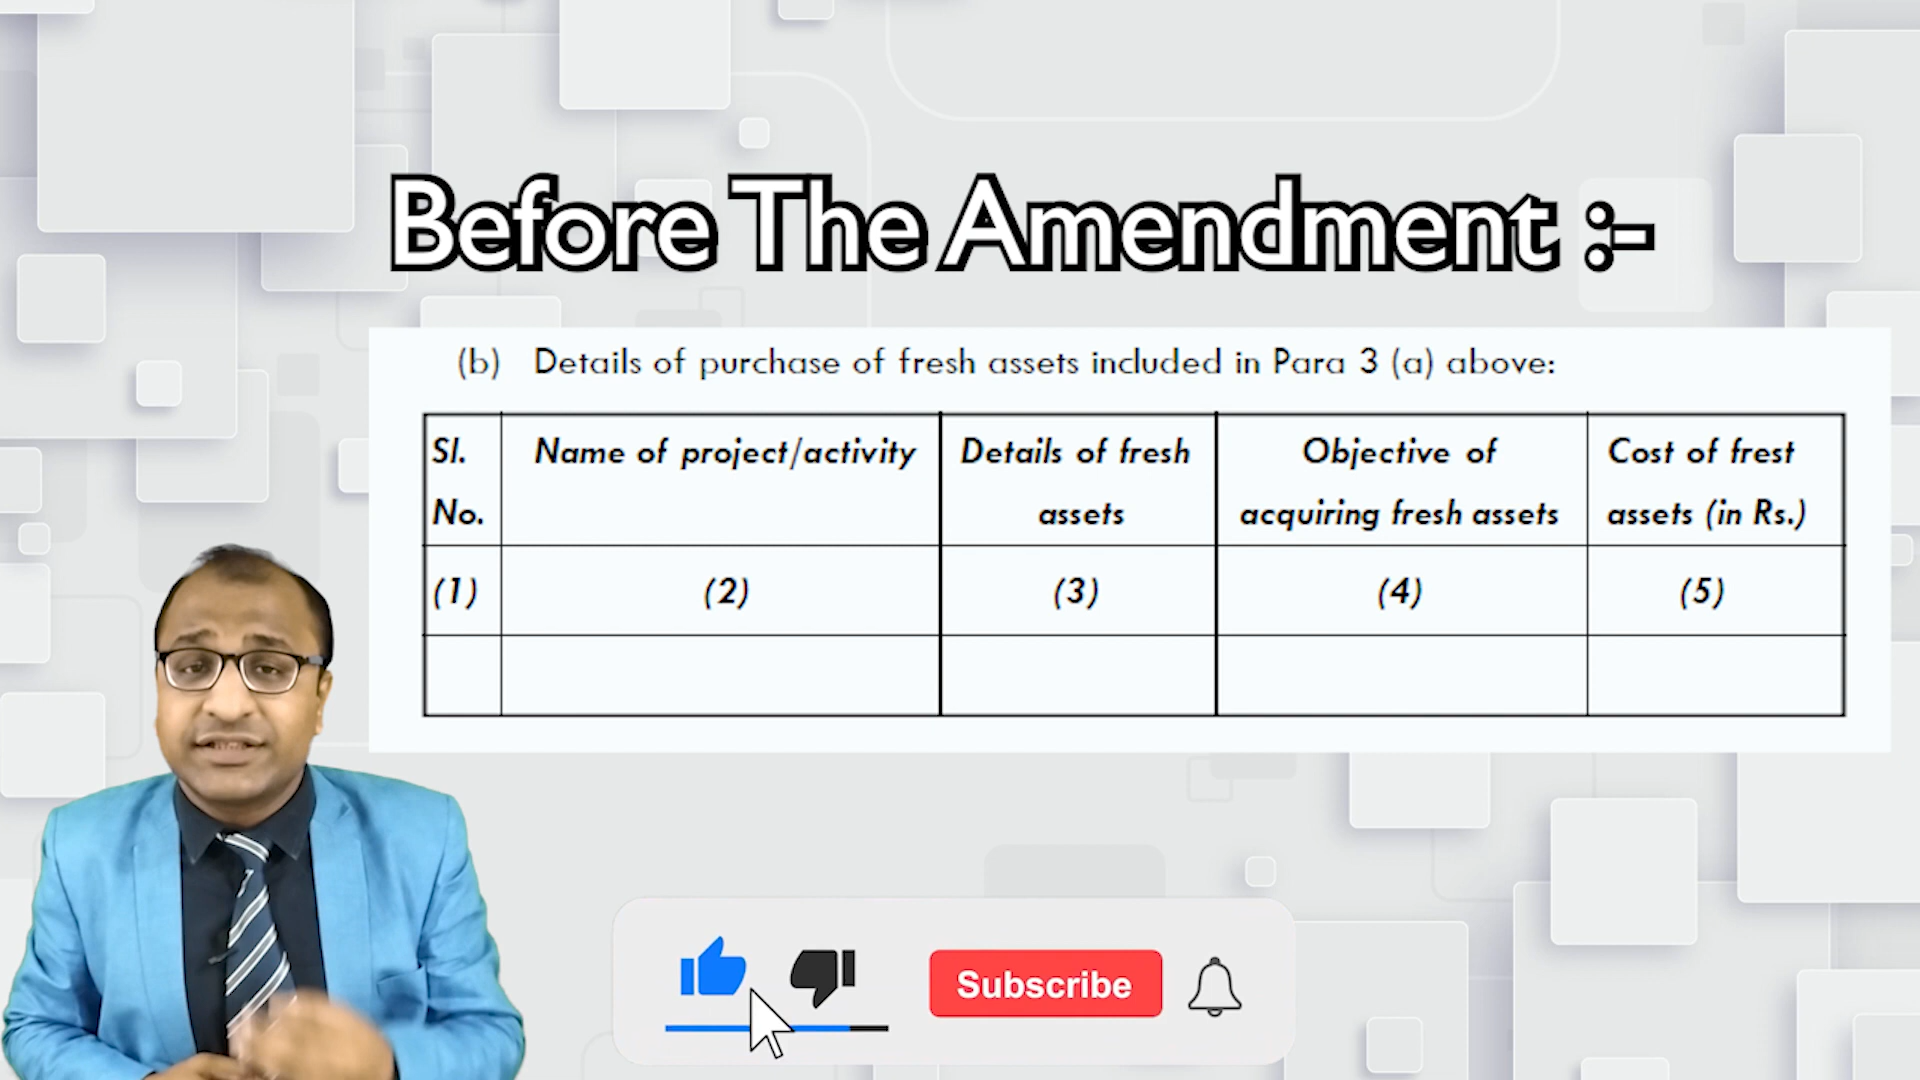 Before The Amendment :-
(b) Details of purchase of fresh assets included in Para 3 (a) above:
Sl. No. Name of project/activity Details of fresh assets Objective of acquiring fresh assets Cost of frest assets (in Rs.)
(1) (2) (3) (4) (5)
Subscribe